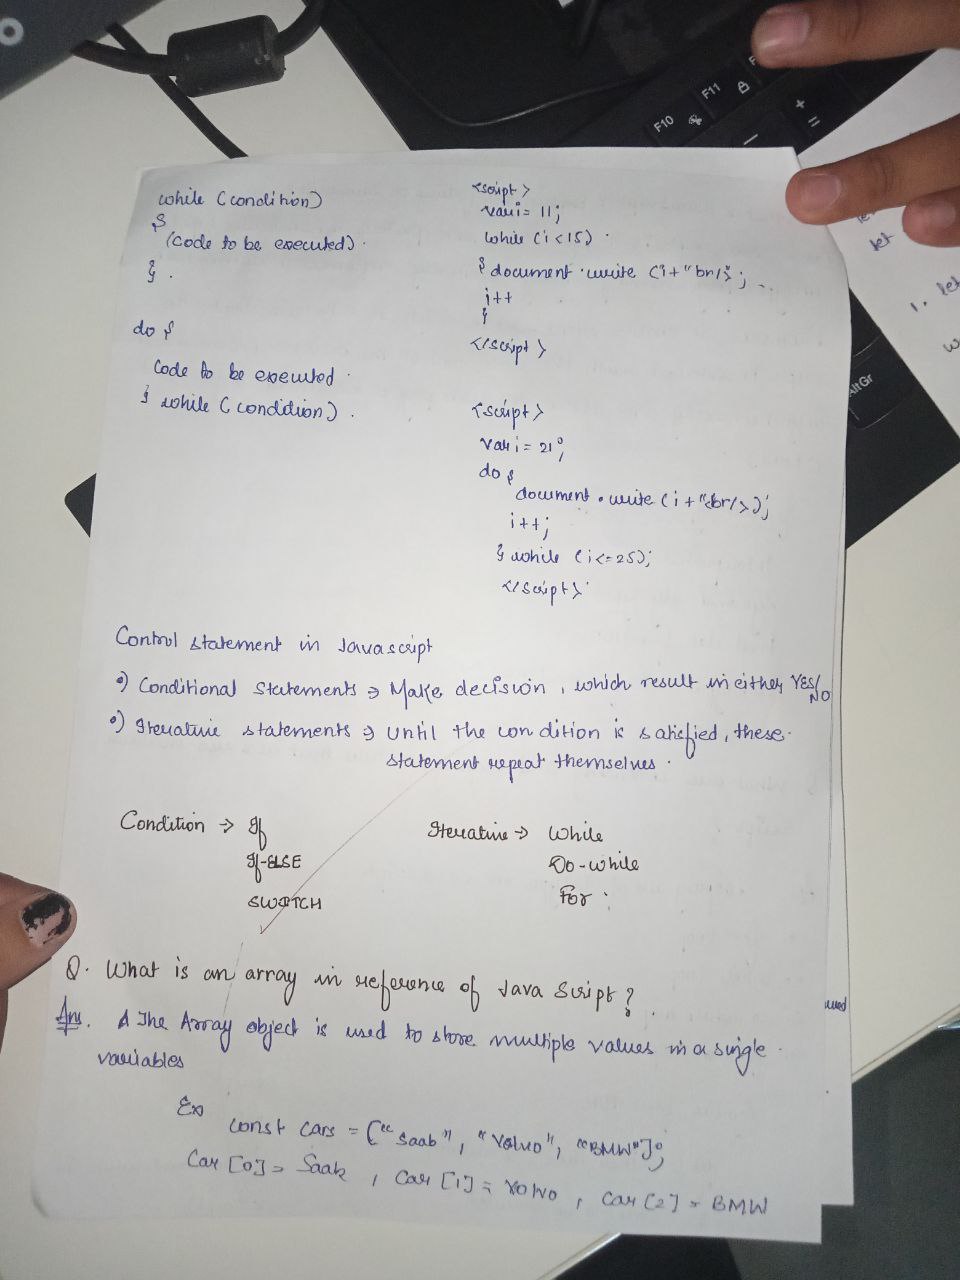 while (condition)
{
(code to be executed).
}.
do {
Code to be executed.
} while (condition).
<script>
var i = 11;
while (i<15).
{ document.write (i+"br/>";
i++
}
</script>
<script>
var i = 21;
do {
document.write (i+"<br/>);
i++;
} while (i<=25);
</script>
Control statement in Javascript
•) Conditional Statements → Make decision, which result in either YES/
NO
•) Iterative statements → until the condition is satisfied, these
statement repeat themselves.
Condition → If
If-ELSE
SWITCH
Iterative → While
Do-while
For.
Q. What is an array in reference of Java Script?
used
Ans. The Array object is used to store multiple values in a single
variables
Ex
const cars = ["Saab", "Volvo", "BMW"];
Car [0] = Saab, Car [1] = Volvo, Car [2] = BMW
F10
F11
+
=
AltGr
let
1. let